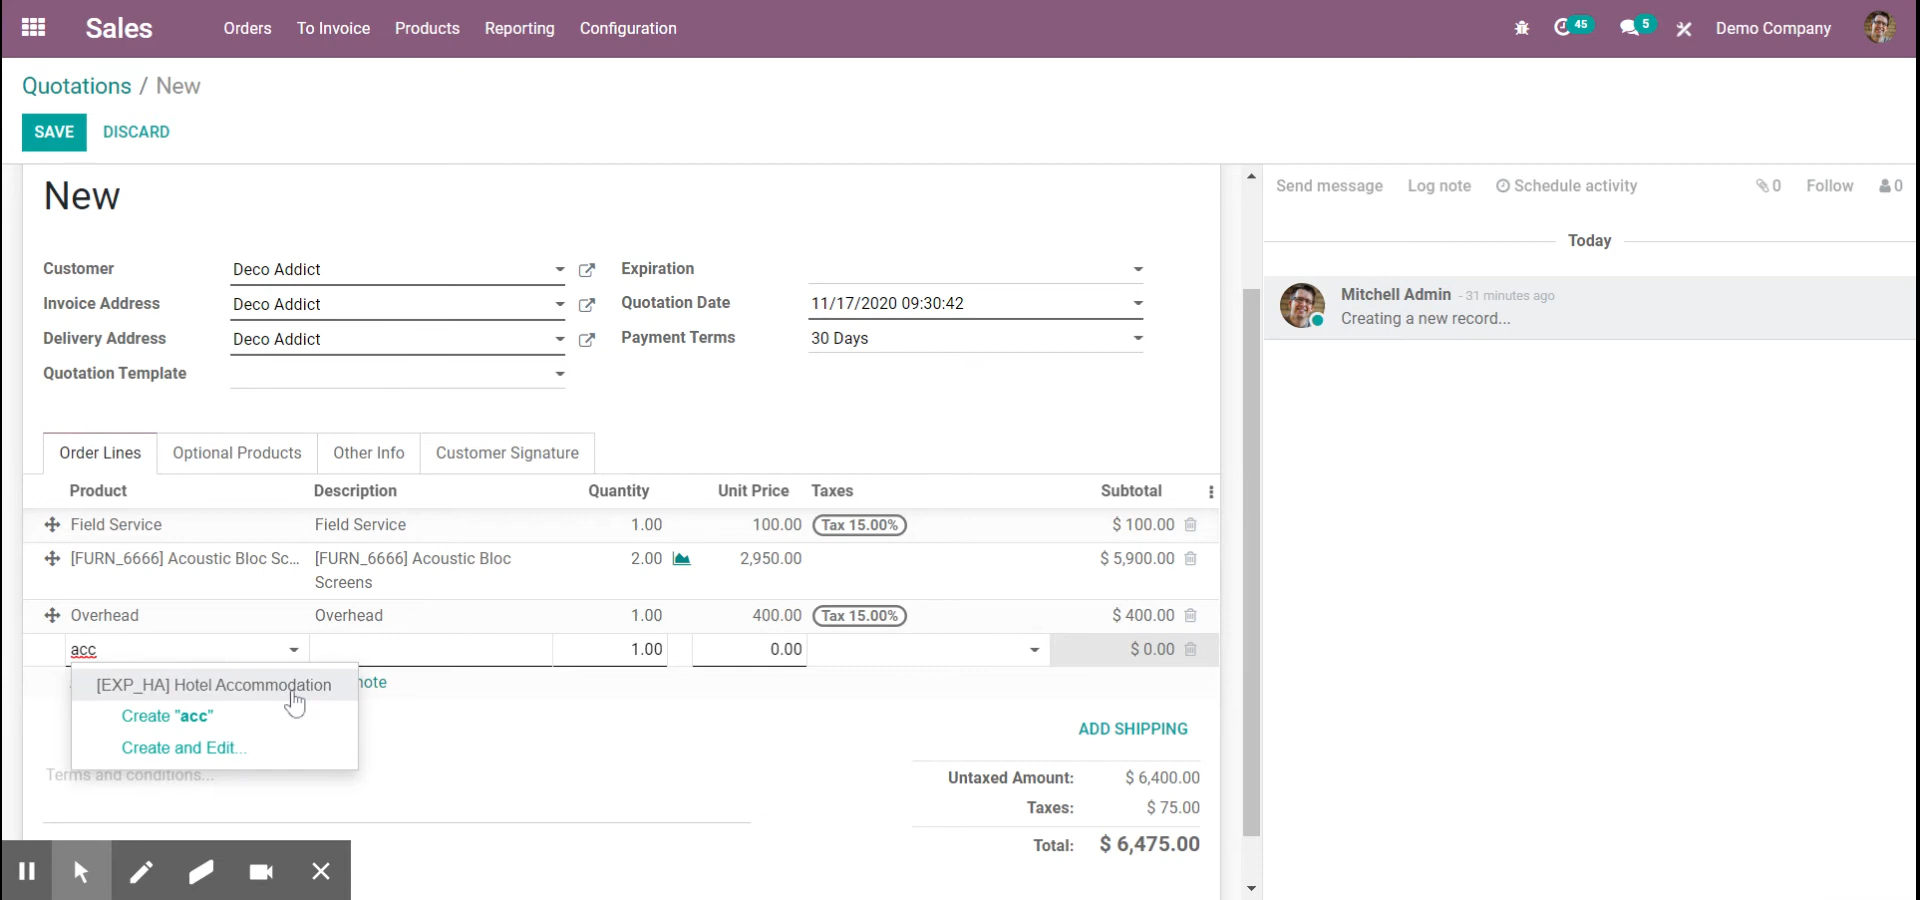 Sales Orders To Invoice Products Reporting Configuration 45 5 Demo Company
Quotations / New
SAVE DISCARD
New
Send message Log note Schedule activity 0 Follow 0
Today
Mitchell Admin - 31 minutes ago
Creating a new record...
Customer Deco Addict Expiration
Invoice Address Deco Addict Quotation Date 11/17/2020 09:30:42
Delivery Address Deco Addict Payment Terms 30 Days
Quotation Template
Order Lines Optional Products Other Info Customer Signature
Product Description Quantity Unit Price Taxes Subtotal
Field Service Field Service 1.00 100.00 Tax 15.00% $ 100.00
[FURN_6666] Acoustic Bloc Sc... [FURN_6666] Acoustic Bloc 2.00 2,950.00 $ 5,900.00
Screens
Overhead Overhead 1.00 400.00 Tax 15.00% $ 400.00
acc 1.00 0.00 $ 0.00
[EXP_HA] Hotel Accommodation note
Create "acc"
Create and Edit...
ADD SHIPPING
Terms and conditions...
Untaxed Amount: $ 6,400.00
Taxes: $ 75.00
Total: $ 6,475.00